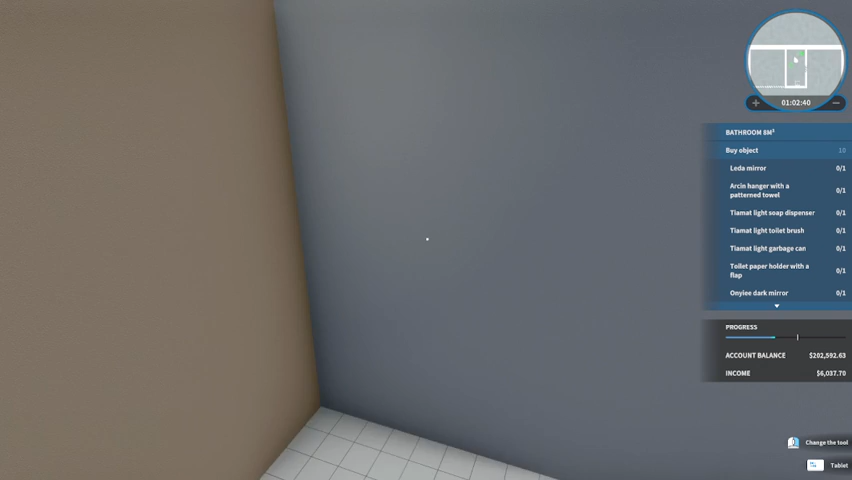 01:02:40
BATHROOM 8M²
Buy object 10
Leda mirror 0/1
Arcin hanger with a
patterned towel 0/1
Tiamat light soap dispenser 0/1
Tiamat light toilet brush 0/1
Tiamat light garbage can 0/1
Toilet paper holder with a
flap 0/1
Onyiee dark mirror 0/1
PROGRESS
ACCOUNT BALANCE $202,592.63
INCOME $6,037.70
Change the tool
Tablet